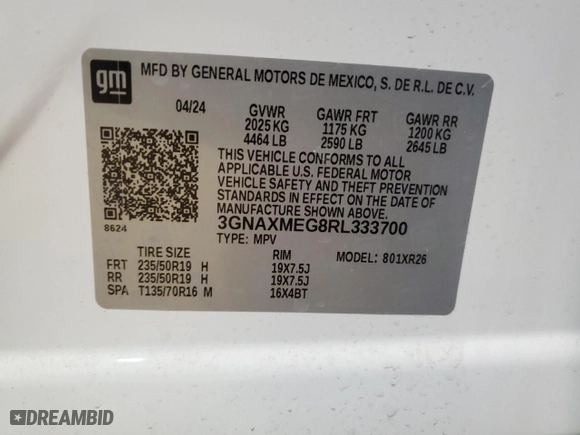 gm
MFD BY GENERAL MOTORS DE MEXICO, S. DE R.L. DE C.V.
04/24 GVWR GAWR FRT GAWR RR
2025 KG 1175 KG 1200 KG
4464 LB 2590 LB 2645 LB
THIS VEHICLE CONFORMS TO ALL
APPLICABLE U.S. FEDERAL MOTOR
VEHICLE SAFETY AND THEFT PREVENTION
STANDARDS IN EFFECT ON THE DATE OF
MANUFACTURE SHOWN ABOVE.
8624 3GNAXMEG8RL333700
TYPE: MPV
TIRE SIZE RIM MODEL: 801XR26
FRT 235/50R19 H 19X7.5J
RR 235/50R19 H 19X7.5J
SPA T135/70R16 M 16X4BT
DREAMBID